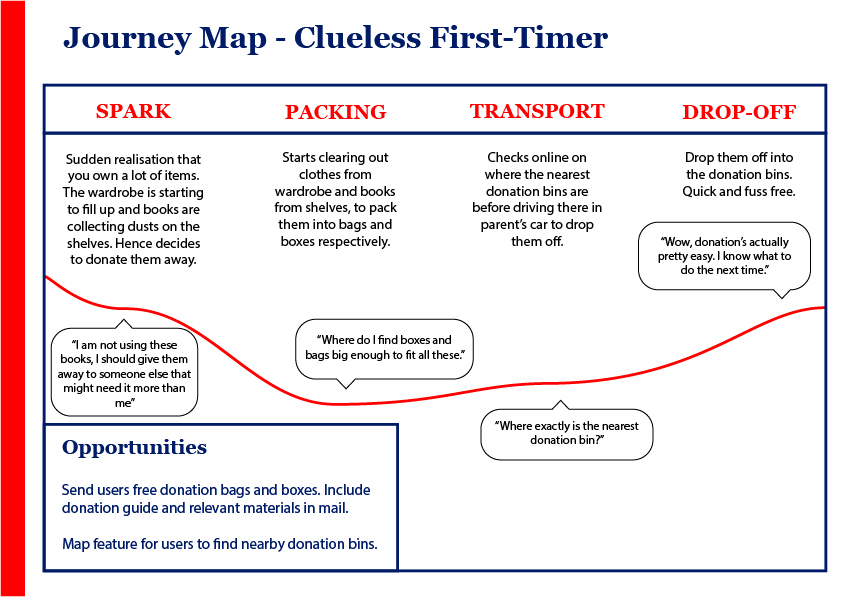 Journey Map - Clueless First-Timer
SPARK
PACKING
TRANSPORT
DROP-OFF
Sudden realisation that
you own a lot of items.
The wardrobe is starting
to fill up and books are
collecting dusts on the
shelves. Hence decides
to donate them away.
Starts clearing out
clothes from
wardrobe and books
from shelves, to pack
them into bags and
boxes respectively.
Checks online on
where the nearest
donation bins are
before driving there in
parent’s car to drop
them off.
Drop them off into
the donation bins.
Quick and fuss free.
“Wow, donation’s actually
pretty easy. I know what to
do the next time.”
“I am not using these
books, I should give them
away to someone else that
might need it more than
me”
“Where do I find boxes and
bags big enough to fit all these.”
“Where exactly is the nearest
donation bin?”
Opportunities
Send users free donation bags and boxes. Include
donation guide and relevant materials in mail.
Map feature for users to find nearby donation bins.